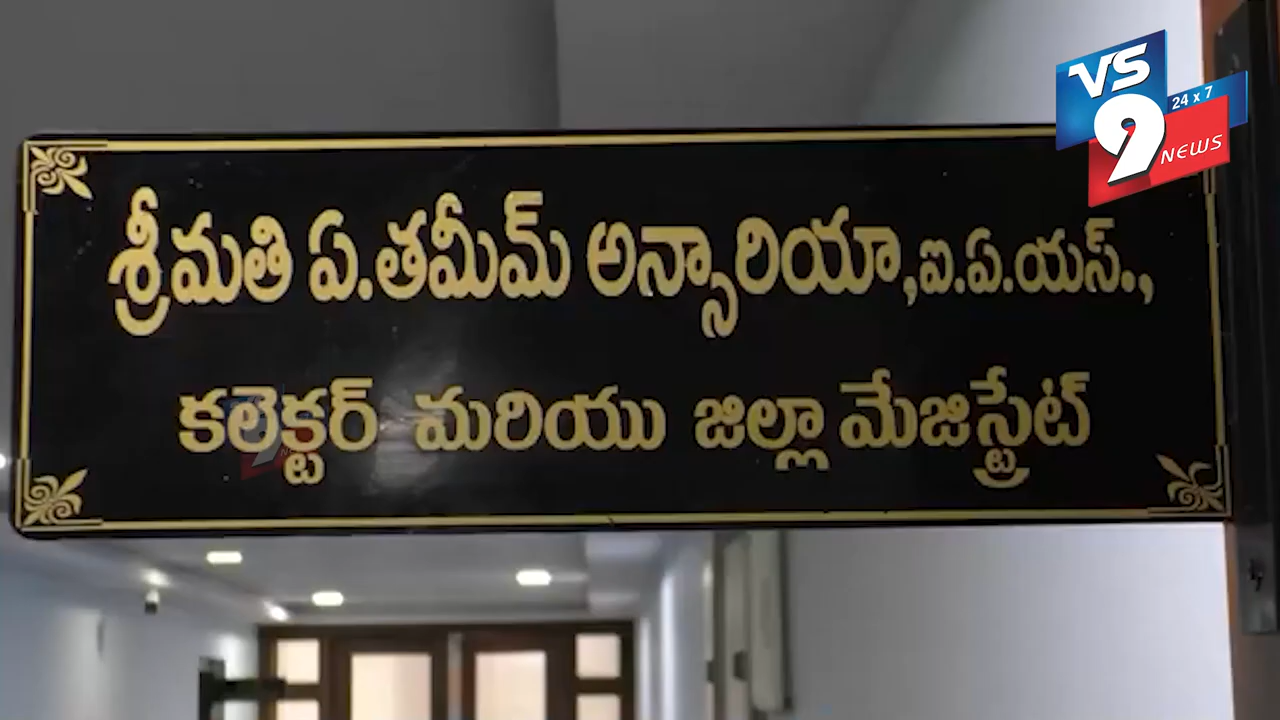 VS
24 x 7
9
NEWS
శ్రీమతి ఏ.తమీమ్ అన్సారియా,ఐ.ఏ.యస్.,
కలెక్టర్ మరియు జిల్లా మేజిస్ట్రేట్